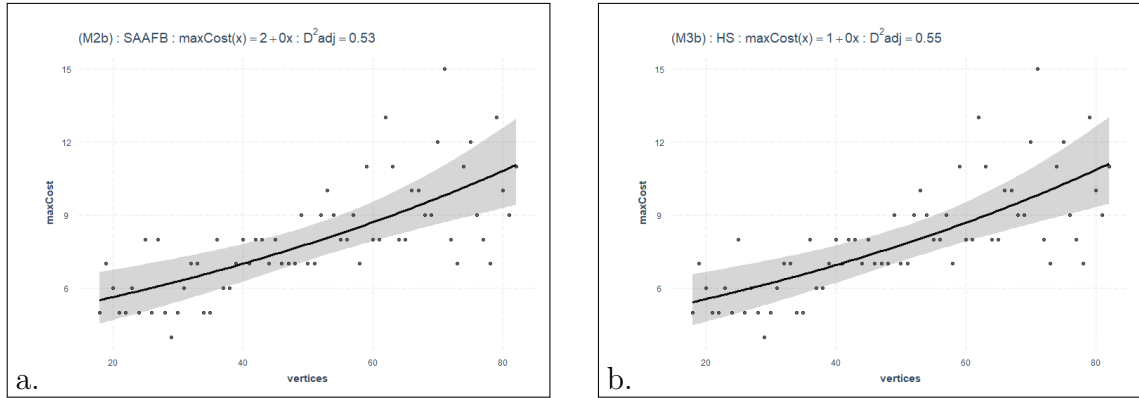 (M2b) : SAAFB : maxCost(x) = 2 + 0x : D²adj = 0.53
15
12
9
6
maxCost
20 40 60 80
vertices
a.
(M3b) : HS : maxCost(x) = 1 + 0x : D²adj = 0.55
15
12
9
6
maxCost
20 40 60 80
vertices
b.